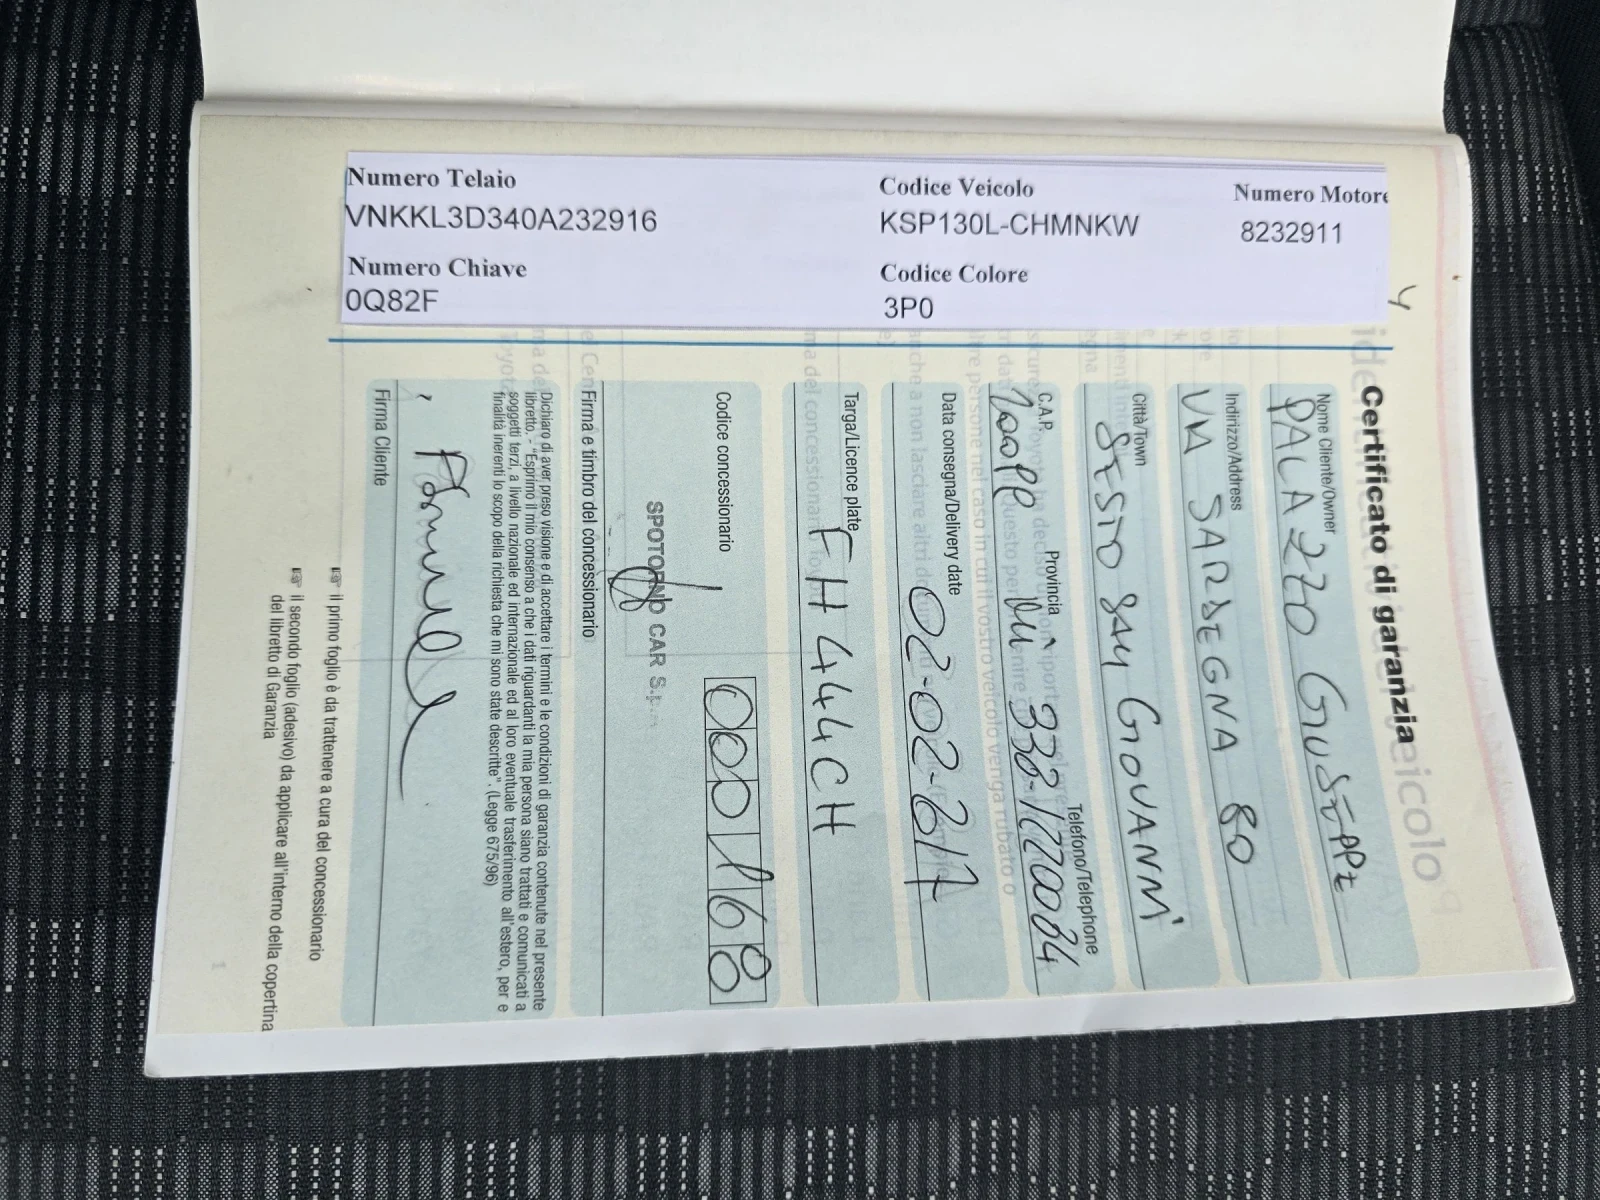 Numero Telaio Codice Veicolo Numero Motore
VNKKL3D340A232916 KSP130L-CHMNKW 8232911
Numero Chiave Codice Colore
0Q82F 3P0
Certificato di garanzia
Nome Cliente/Owner
PALAZZO GIUSEPPE
Indirizzo/Address
VIA SARDEGNA 80
Città/Town
SESTO SAN GIOVANNI
C.A.P. Provincia Telefono/Telephone
Data consegna/Delivery date
02-02-2017
Targa/Licence plate
FH444CH
Codice concessionario
000168
SPOTORNO CAR S.p.A
Firma e timbro del concessionario
Dichiaro di aver preso visione e di accettare i termini e le condizioni di garanzia contenute nel presente
libretto. - "Esprimo il mio consenso a che i dati riguardanti la mia persona siano trattati e comunicati a
soggetti terzi, a livello nazionale ed internazionale ed al loro eventuale trasferimento all'estero, per e
finalità inerenti lo scopo della richiesta che mi sono state descritte". (Legge 675/96)
Firma Cliente
☞ il primo foglio è da trattenere a cura del concessionario
☞ il secondo foglio (adesivo) da applicare all'interno della copertina
del libretto di Garanzia
1